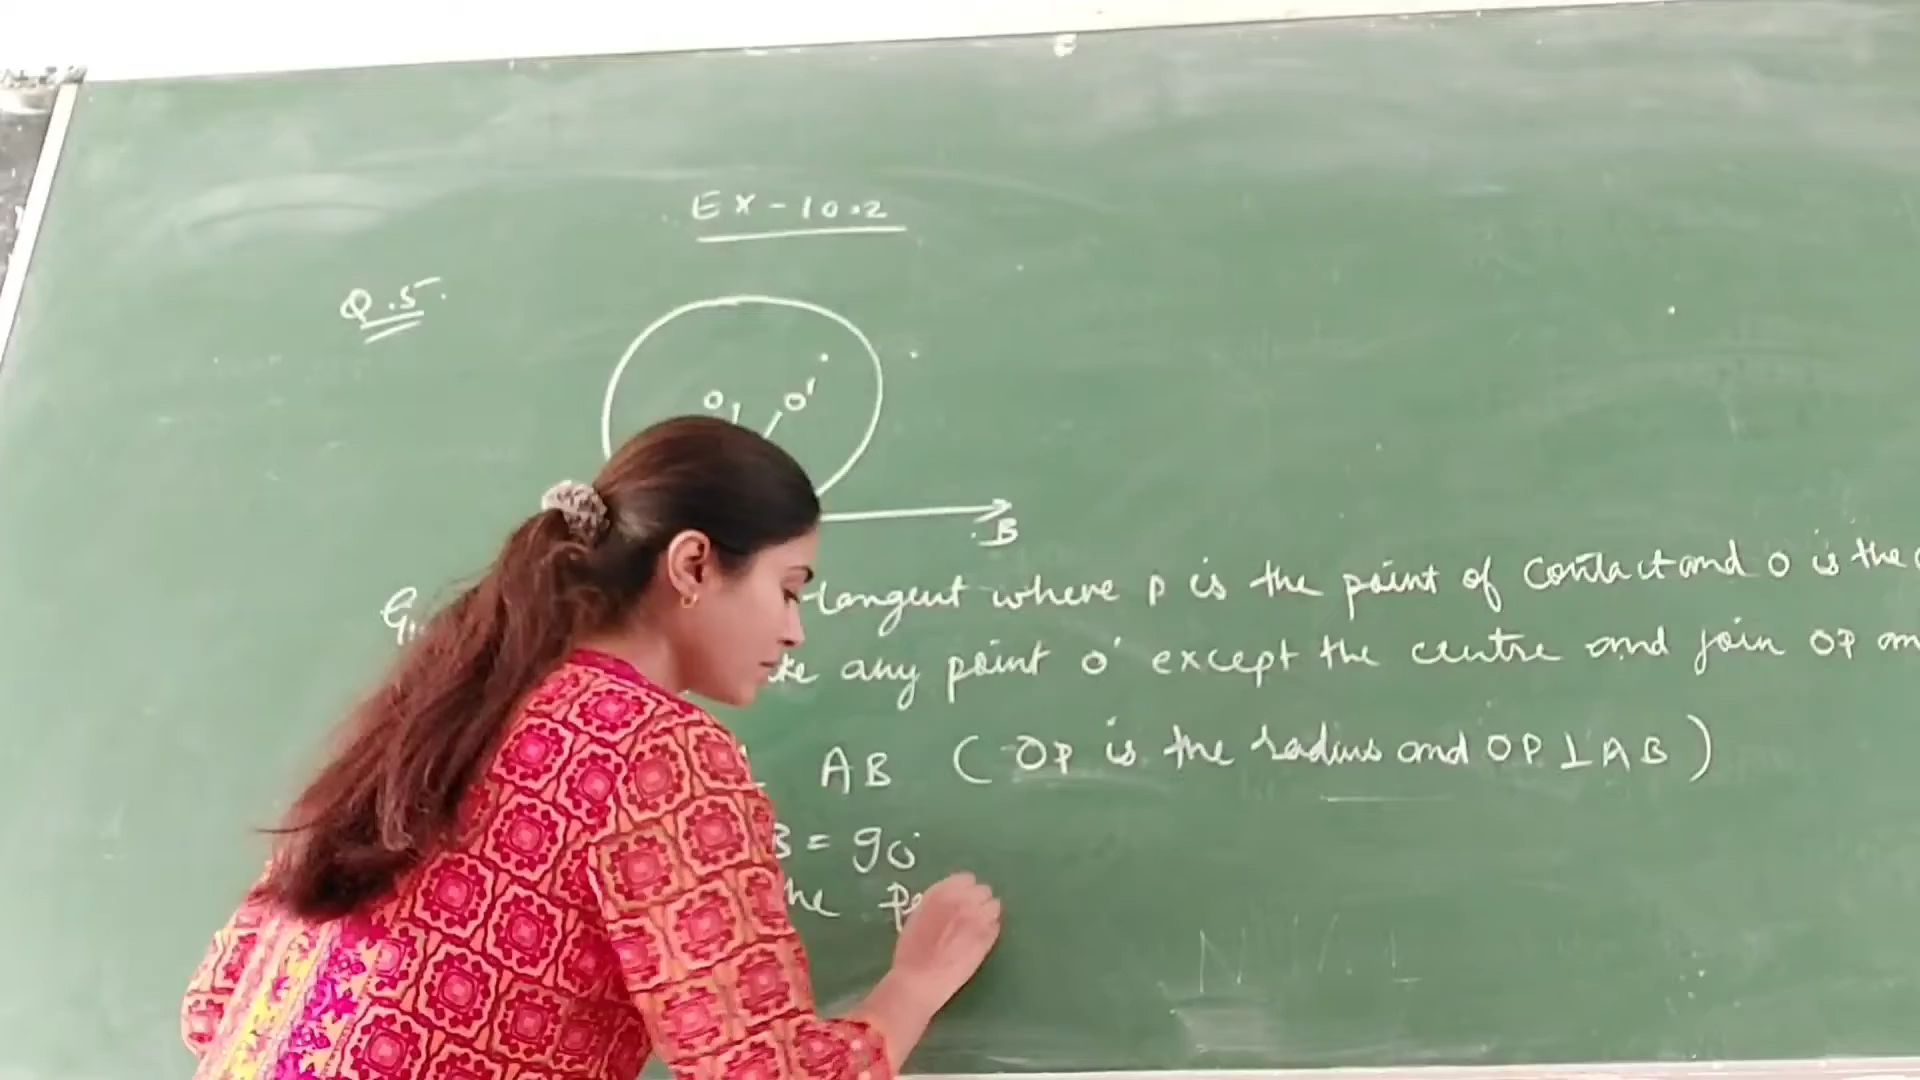 EX-10.2
Q.5.
O O'
B
tangent where P is the point of contact and O is the
any point O' except the centre and join OP
AB ( OP is the radius and OP ⊥ AB )
B = 90°